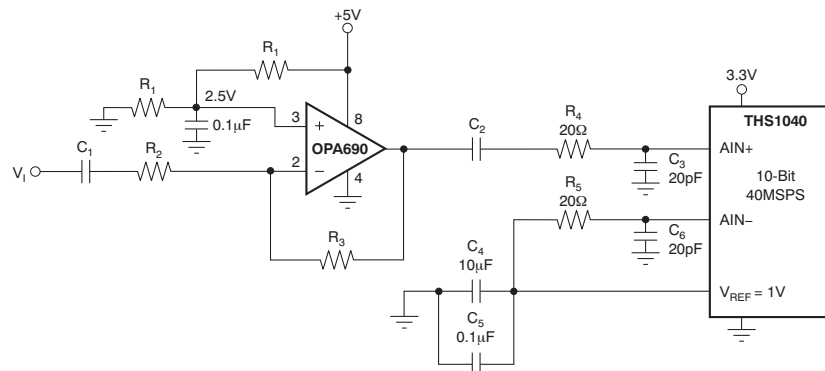 +5V
R1
R1
2.5V
0.1μF
3
+
8
OPA690
C1
R2
2
−
4
VI
R3
C2
R4
20Ω
C3
20pF
R5
20Ω
C6
20pF
C4
10μF
C5
0.1μF
3.3V
THS1040
AIN+
10-Bit
40MSPS
AIN−
VREF = 1V